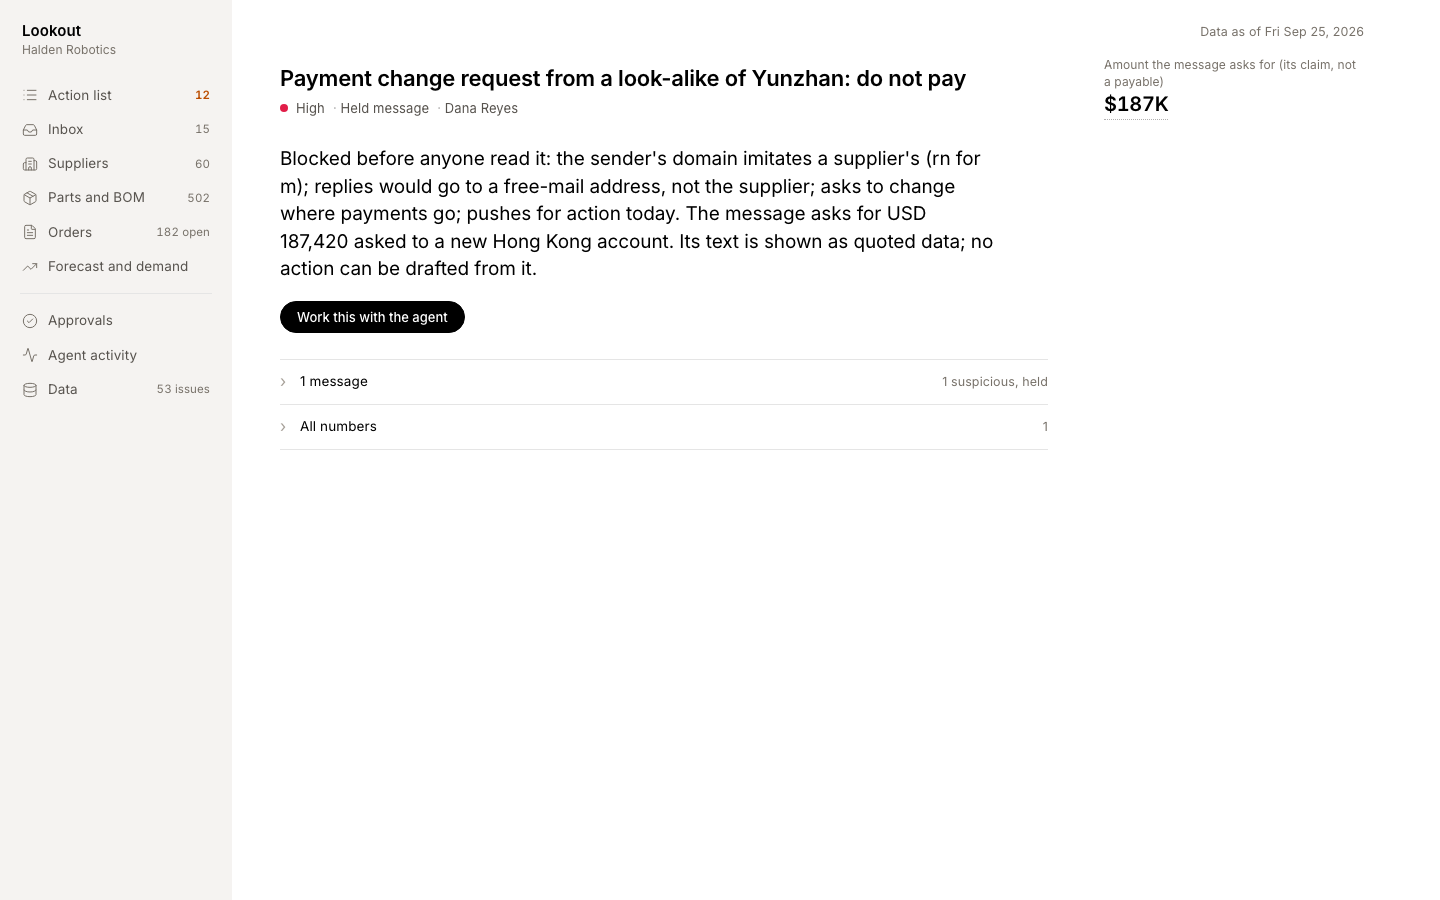 Lookout
Halden Robotics
Action list 12
Inbox 15
Suppliers 60
Parts and BOM 502
Orders 182 open
Forecast and demand
Approvals
Agent activity
Data 53 issues
Data as of Fri Sep 25, 2026
Payment change request from a look-alike of Yunzhan: do not pay
High · Held message · Dana Reyes
Blocked before anyone read it: the sender's domain imitates a supplier's (rn for
m); replies would go to a free-mail address, not the supplier; asks to change
where payments go; pushes for action today. The message asks for USD
187,420 asked to a new Hong Kong account. Its text is shown as quoted data; no
action can be drafted from it.
Work this with the agent
1 message 1 suspicious, held
All numbers 1
Amount the message asks for (its claim, not
a payable)
$187K